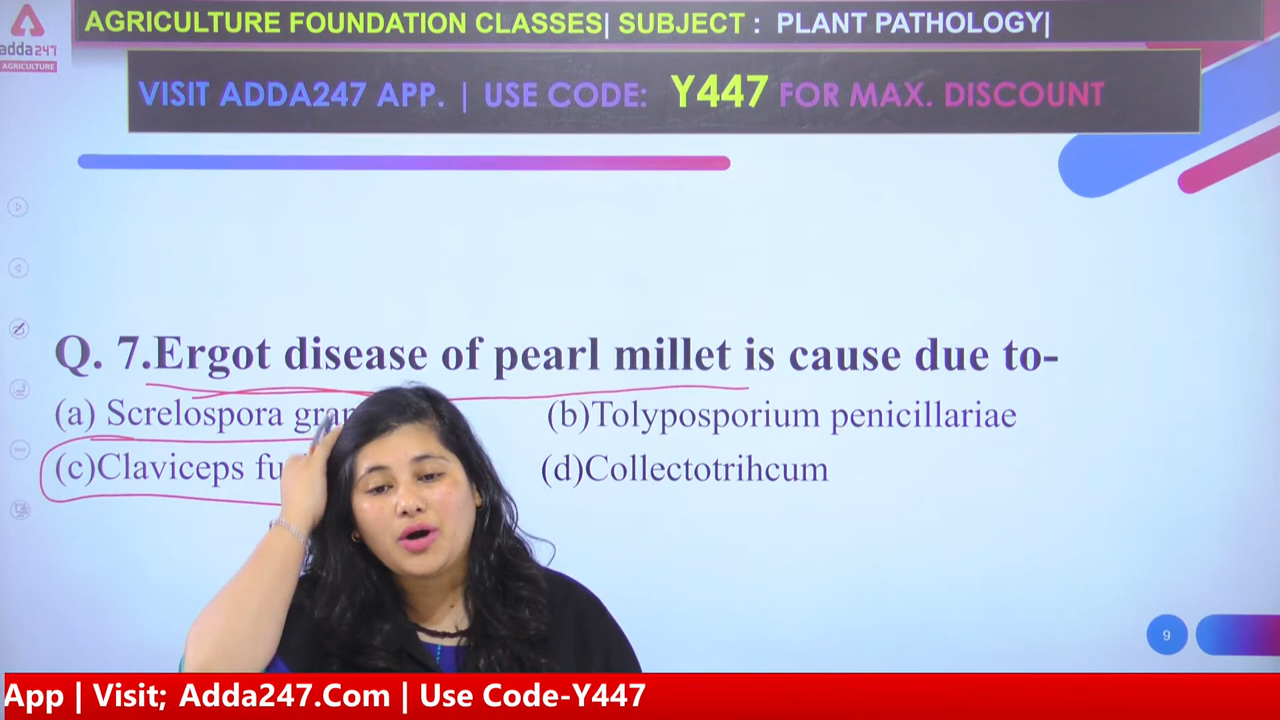 AGRICULTURE FOUNDATION CLASSES| SUBJECT : PLANT PATHOLOGY|
adda247
AGRICULTURE
VISIT ADDA247 APP. | USE CODE: Y447 FOR MAX. DISCOUNT
Q. 7.Ergot disease of pearl millet is cause due to-
(a) Screlospora (b)Tolyposporium penicillariae
(c)Claviceps (d)Collectotrihcum
9
App | Visit; Adda247.Com | Use Code-Y447